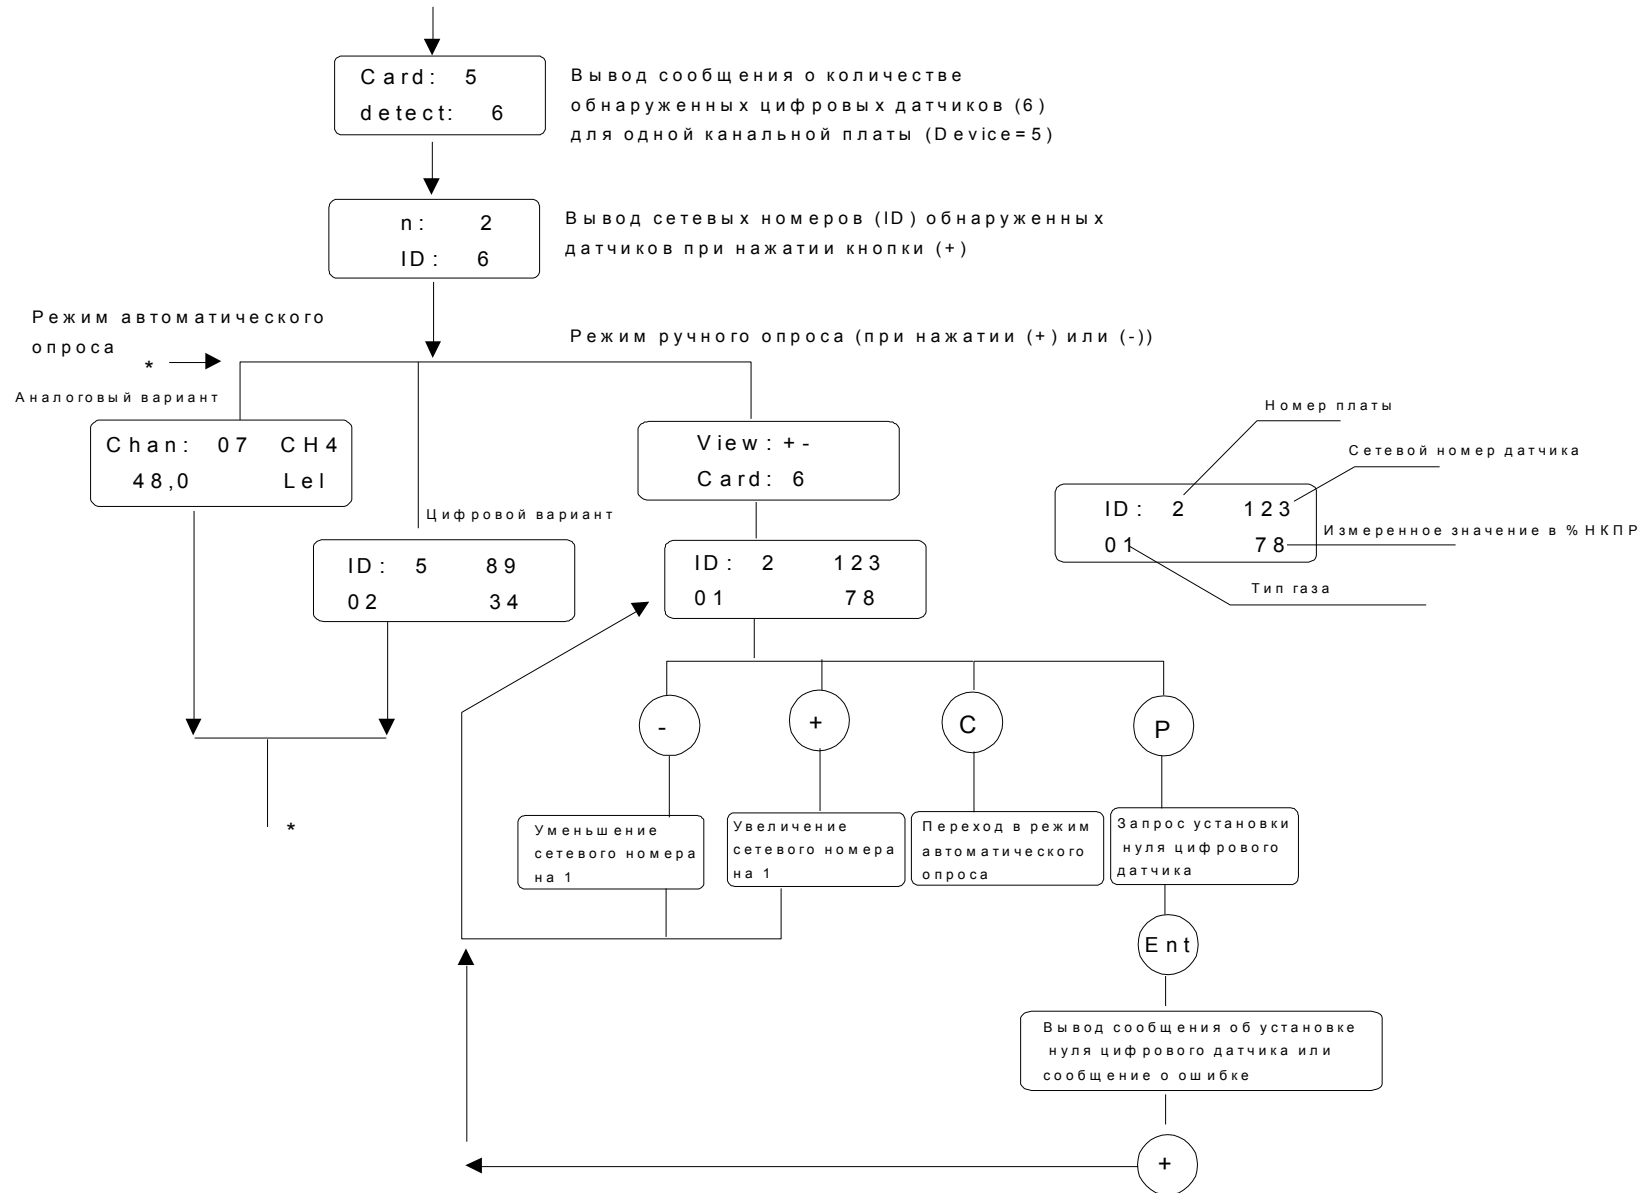 Card: 5
detect: 6
Вывод сообщения о количестве
обнаруженных цифровых датчиков (6)
для одной канальной платы (Device=5)
n: 2
ID: 6
Вывод сетевых номеров (ID) обнаруженных
датчиков при нажатии кнопки (+)
Режим автоматического
опроса
*
Режим ручного опроса (при нажатии (+) или (-))
Аналоговый вариант
Chan: 07 CH4
48,0 Lel
Цифровой вариант
ID: 5 89
02 34
*
View: + -
Card: 6
ID: 2 123
01 78
Номер платы
Сетевой номер датчика
ID: 2 123
01 78
Измеренное значение в %НКПР
Тип газа
-
+
C
P
Уменьшение
сетевого номера
на 1
Увеличение
сетевого номера
на 1
Переход в режим
автоматического
опроса
Запрос установки
нуля цифрового
датчика
Ent
Вывод сообщения об установке
нуля цифрового датчика или
сообщение о ошибке
+